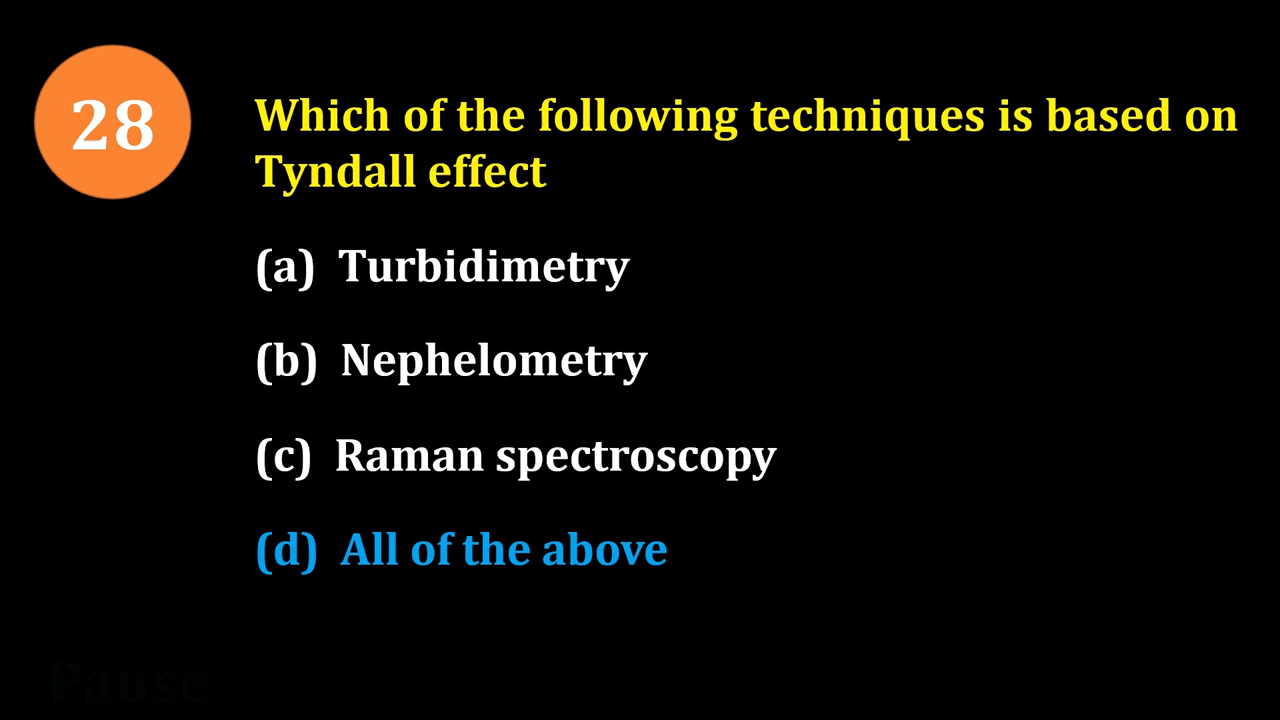 28
Which of the following techniques is based on
Tyndall effect
(a) Turbidimetry
(b) Nephelometry
(c) Raman spectroscopy
(d) All of the above
Pause